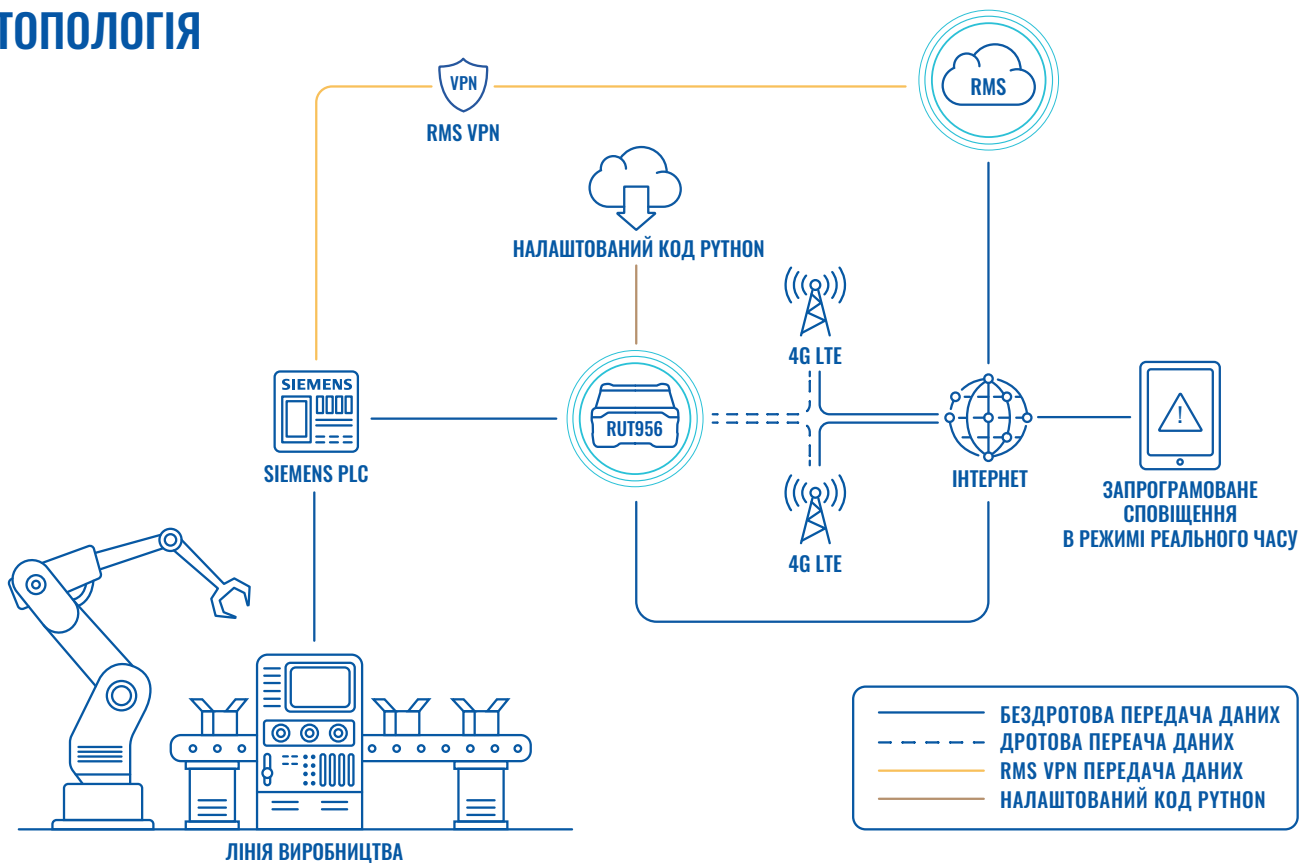 ТОПОЛОГІЯ
VPN
RMS VPN
RMS
НАЛАШТОВАНИЙ КОД PYTHON
4G LTE
SIEMENS
SIEMENS PLC
RUT956
ІНТЕРНЕТ
4G LTE
ЗАПРОГРАМОВАНЕ
СПОВІЩЕННЯ
В РЕЖИМІ РЕАЛЬНОГО ЧАСУ
ЛІНІЯ ВИРОБНИЦТВА
БЕЗДРОТОВА ПЕРЕДАЧА ДАНИХ
ДРОТОВА ПЕРЕАЧА ДАНИХ
RMS VPN ПЕРЕДАЧА ДАНИХ
НАЛАШТОВАНИЙ КОД PYTHON